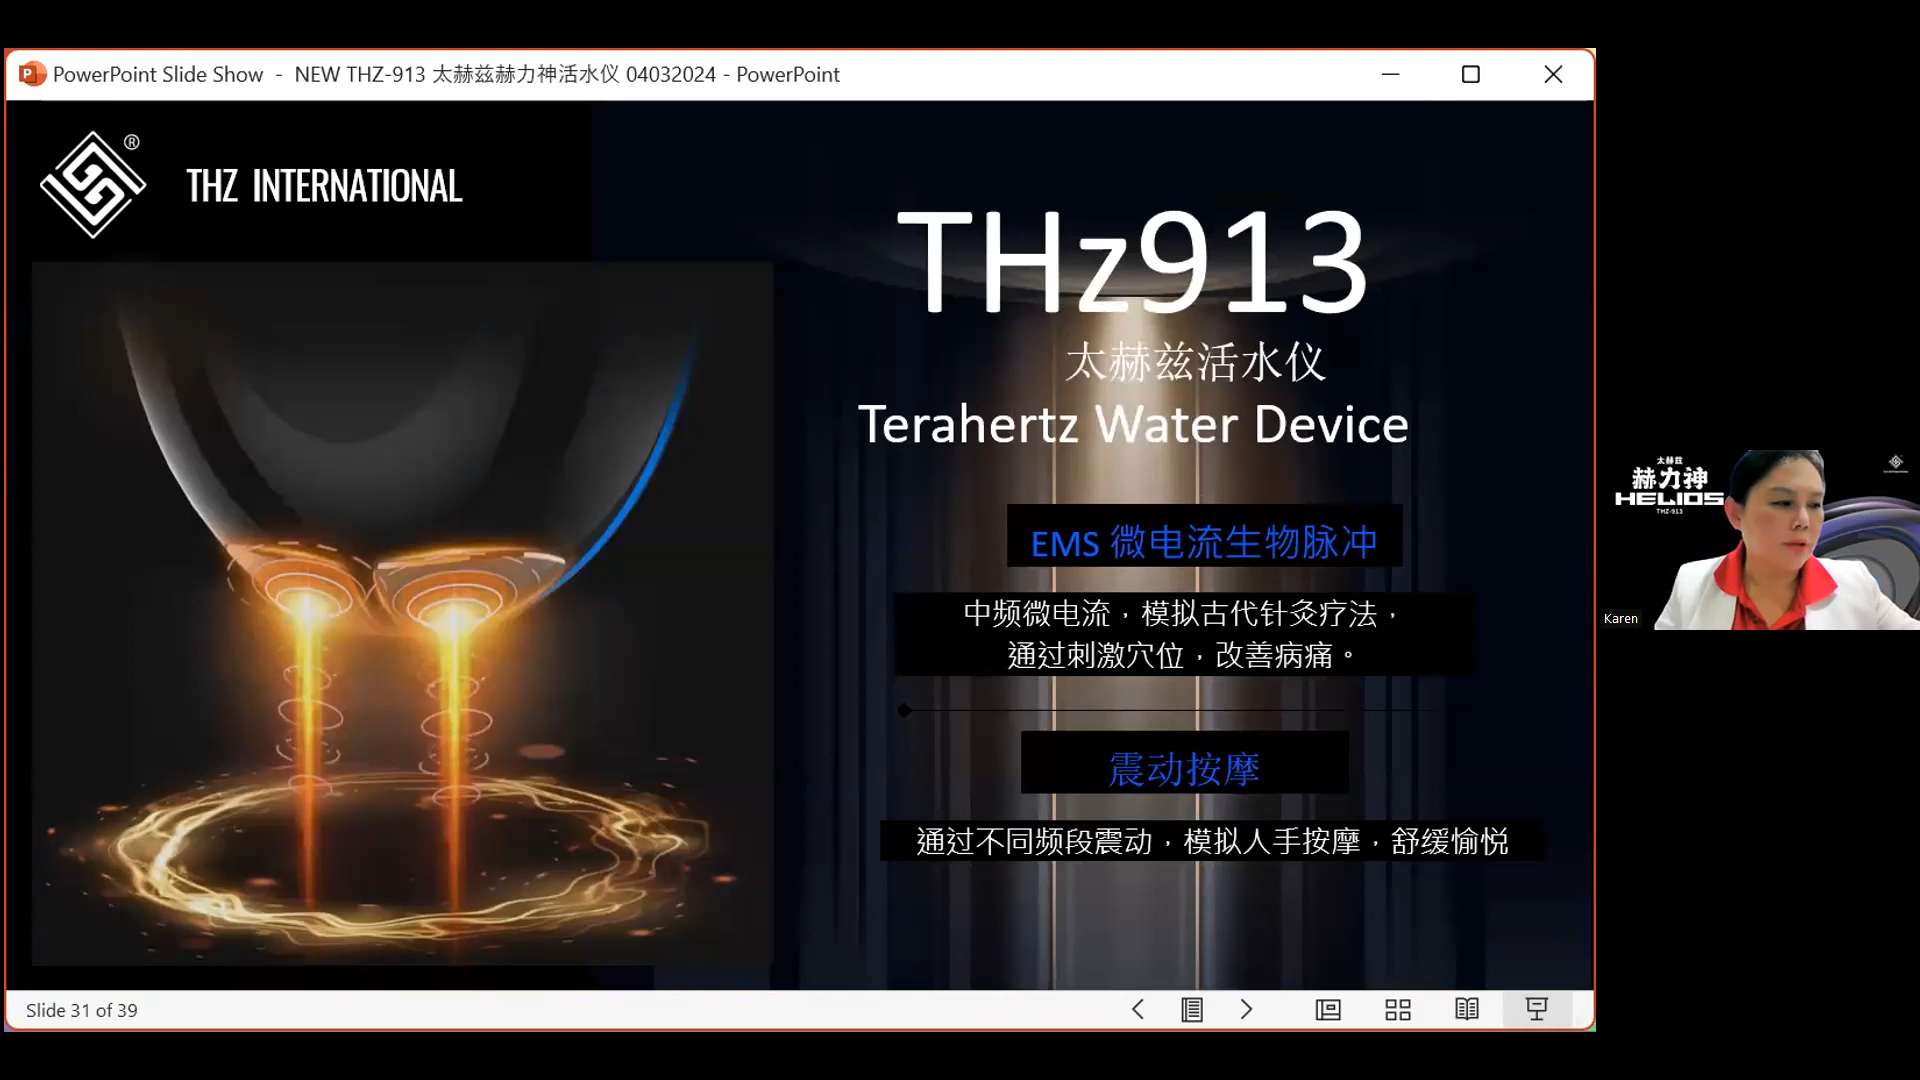 PowerPoint Slide Show - NEW THZ-913 太赫兹赫力神活水仪 04032024 - PowerPoint
®
THZ INTERNATIONAL
THz913
太赫兹活水仪
Terahertz Water Device
EMS 微电流生物脉冲
中频微电流，模拟古代针灸疗法，
通过刺激穴位，改善病痛。
震动按摩
通过不同频段震动，模拟人手按摩，舒缓愉悦
Slide 31 of 39
太赫兹
赫力神
HELIOS
THZ-913
Karen